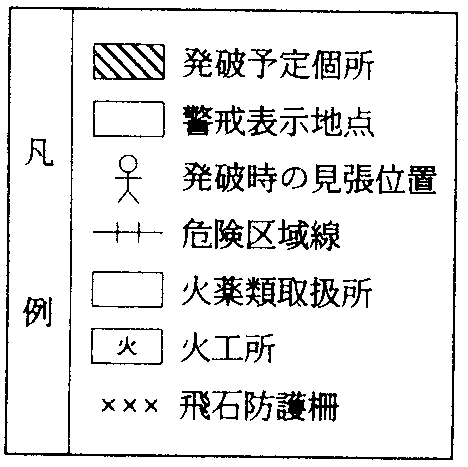 凡例
発破予定個所
警戒表示地点
発破時の見張位置
危険区域線
火薬類取扱所
火 火工所
××× 飛石防護柵